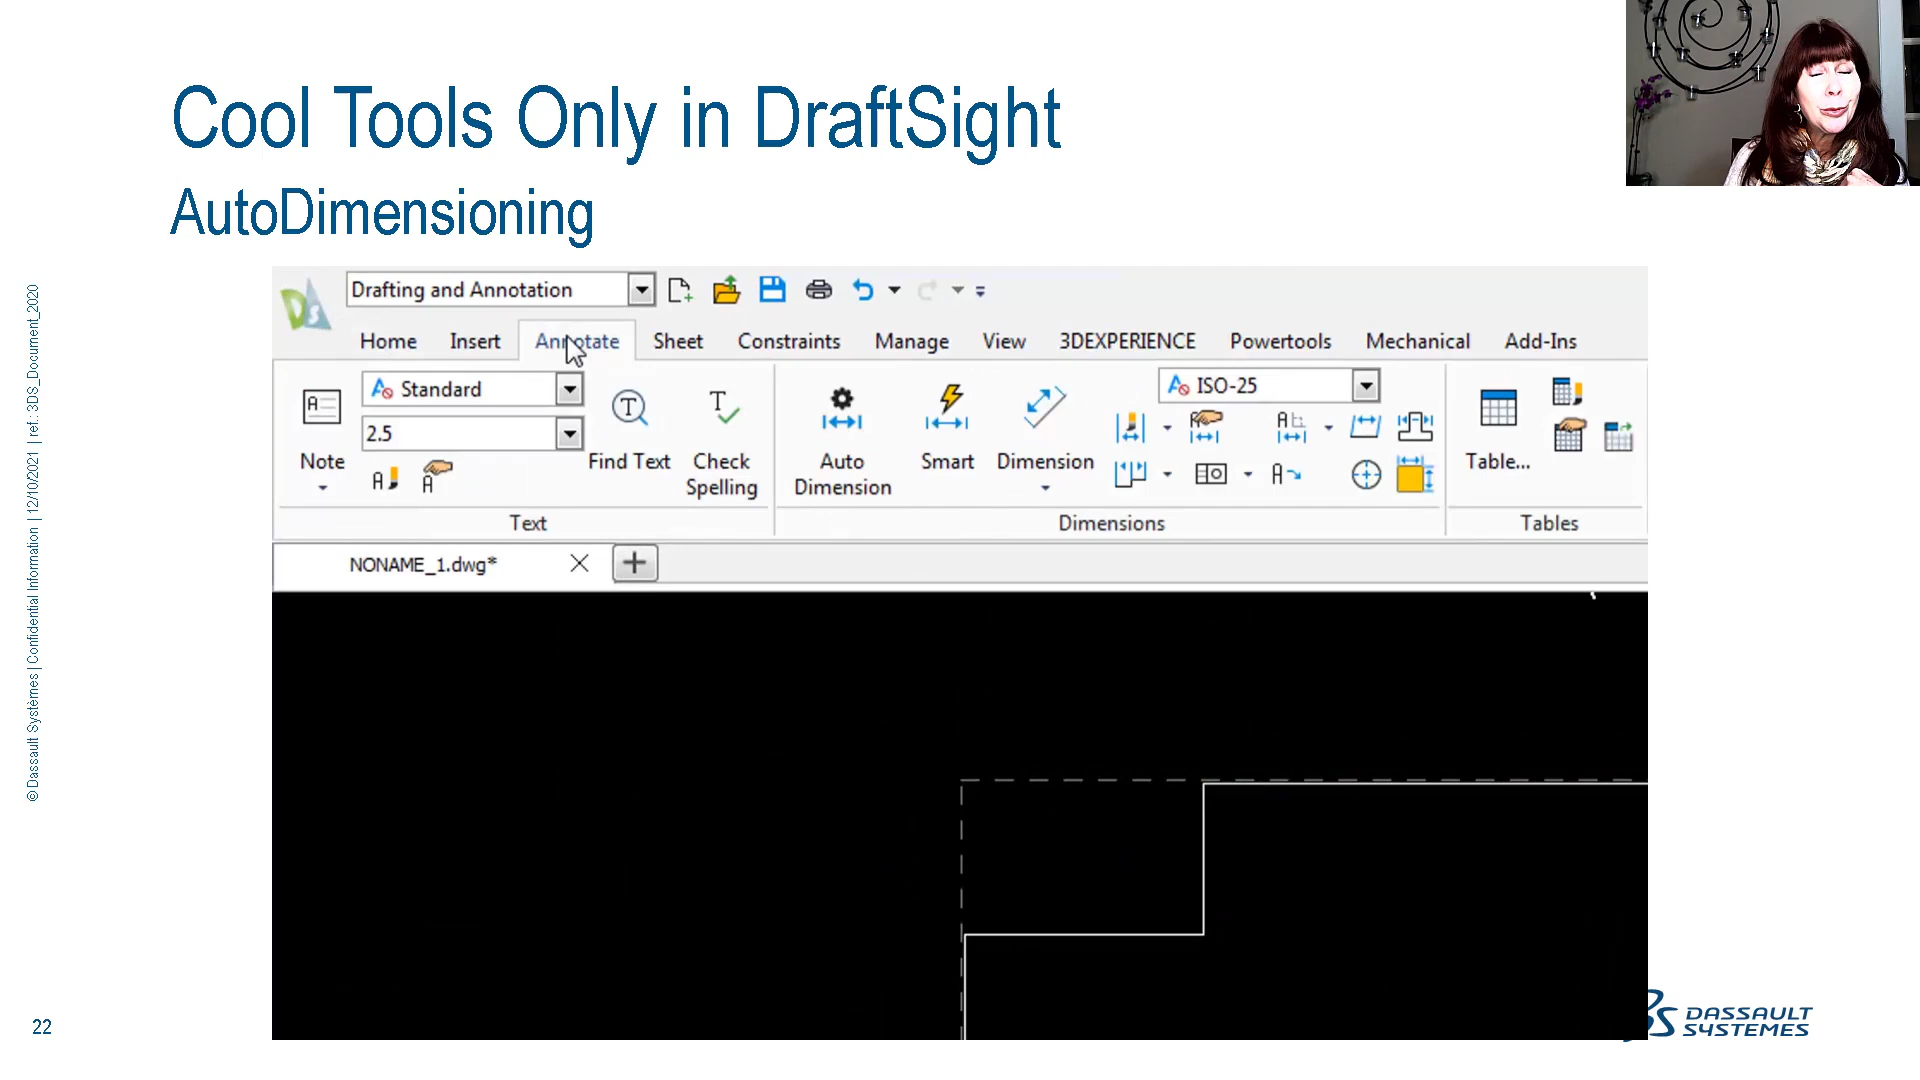 Cool Tools Only in DraftSight
AutoDimensioning
© Dassault Systèmes | Confidential Information | 12/10/2021 | ref.: 3DS_Document_2020
Drafting and Annotation
Home Insert Annotate Sheet Constraints Manage View 3DEXPERIENCE Powertools Mechanical Add-Ins
Standard
2.5
ISO-25
Note
Find Text
Check
Spelling
Auto
Dimension
Smart
Dimension
Table...
Text
Dimensions
Tables
NONAME_1.dwg*
22
DASSAULT
SYSTEMES